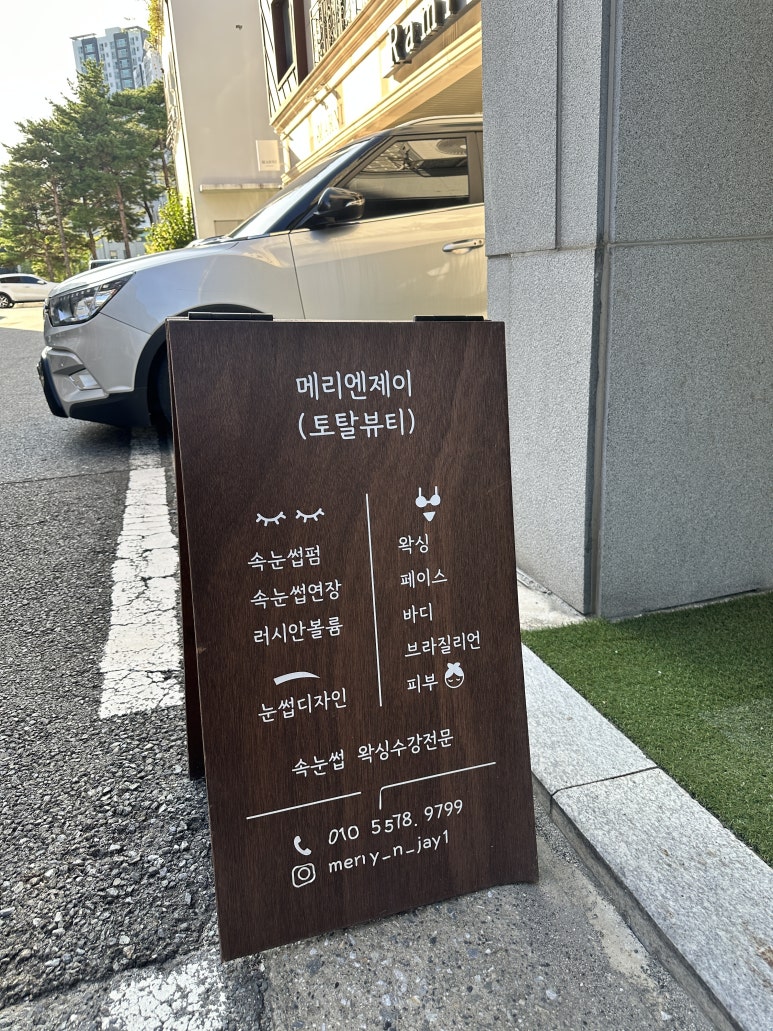 메리엔제이
(토탈뷰티)
속눈썹펌
속눈썹연장
러시안볼륨
눈썹디자인
왁싱
페이스
바디
브라질리언
피부
속눈썹 왁싱수강전문
010 5578. 9799
merry_n_jay1